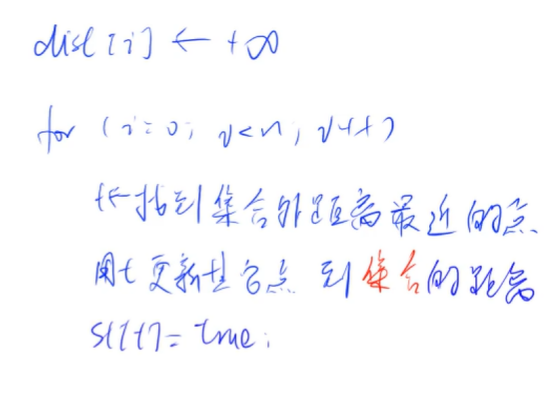 dist[i] ← +∞
for (i=0; i<n; i++)
t←找到集合外距离最近的点
用t更新其它点到集合的距离
st[t]=true;